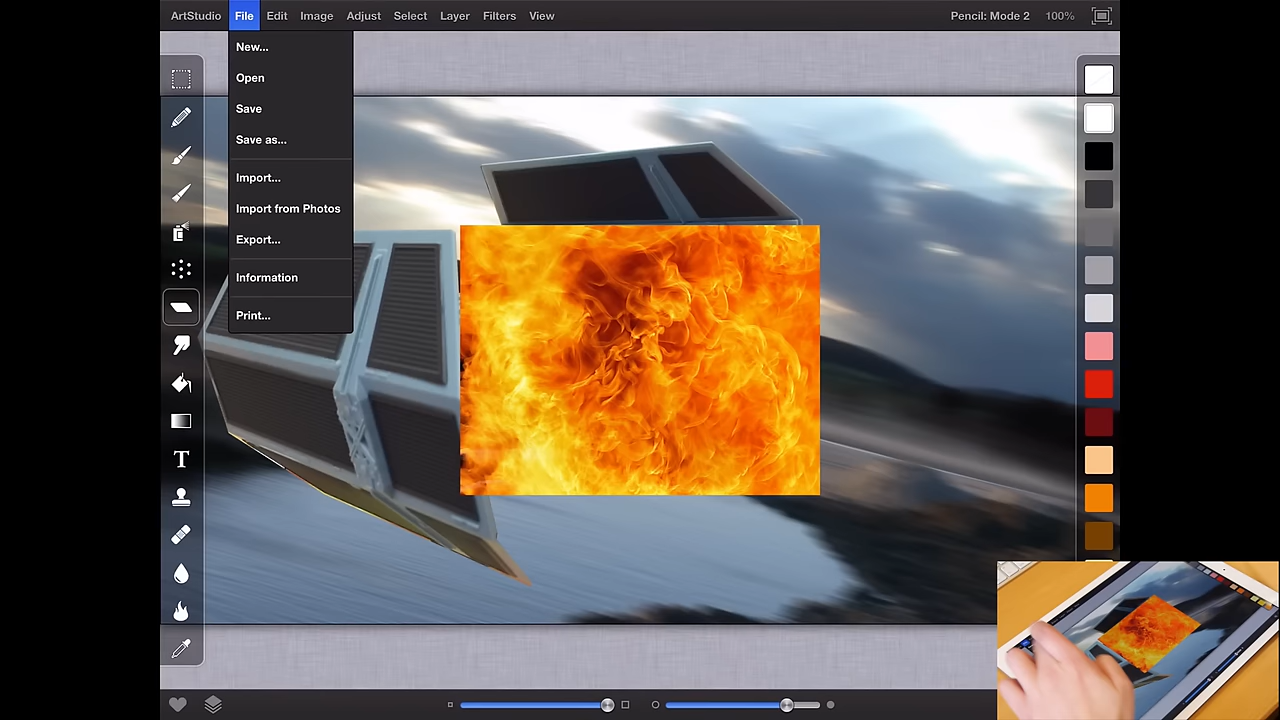 ArtStudio File Edit Image Adjust Select Layer Filters View Pencil: Mode 2 100%
New...
Open
Save
Save as...
Import...
Import from Photos
Export...
Information
Print...
T